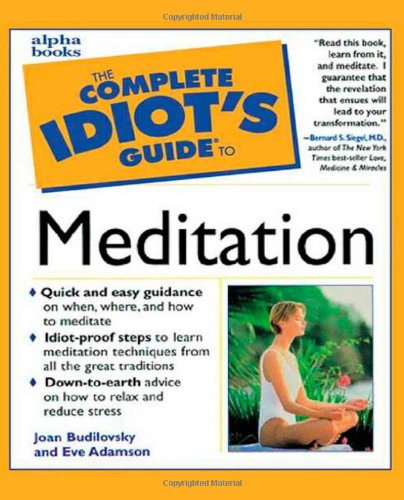 Copyrighted Material
alpha
books
THE
COMPLETE
IDIOT'S
GUIDE® TO
"Read this book,
learn from it,
and meditate. I
guarantee that
the revelation
that ensues will
lead to your
transformation."
—Bernard S. Siegel, M.D.,
author of The New York
Times best-seller Love,
Medicine & Miracles
Meditation
♦ Quick and easy guidance
on when, where, and how
to meditate
♦ Idiot-proof steps to learn
meditation techniques from
all the great traditions
♦ Down-to-earth advice
on how to relax and
reduce stress
Joan Budilovsky
and Eve Adamson
Copyrighted Material